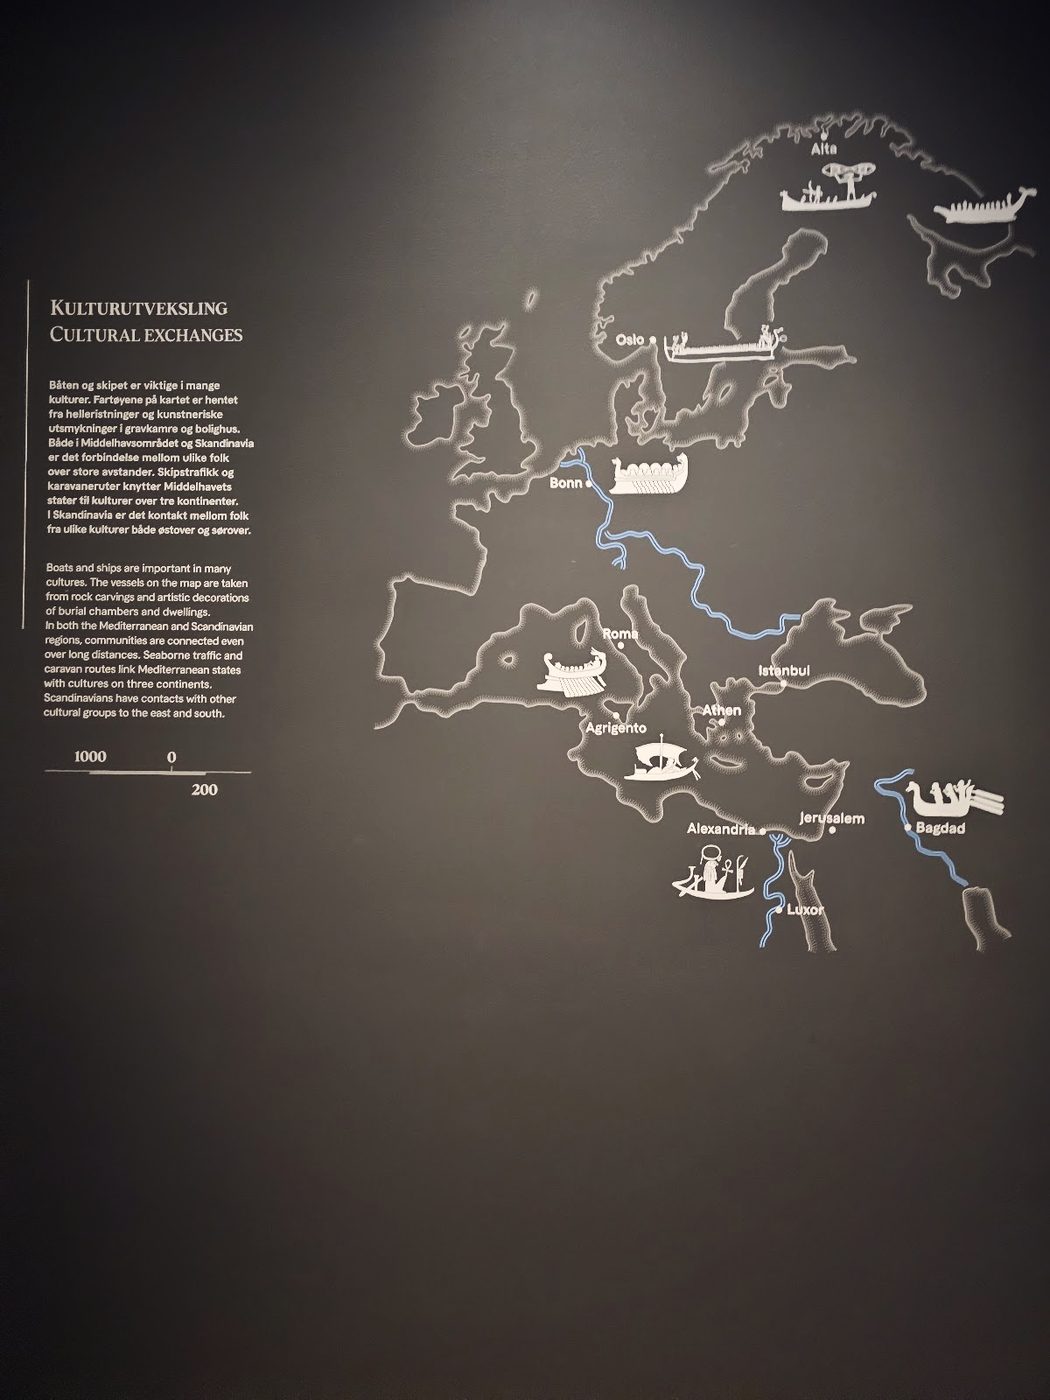 KULTURUTVEKSLING
CULTURAL EXCHANGES
Båten og skipet er viktige i mange
kulturer. Fartøyene på kartet er hentet
fra helleristninger og kunstneriske
utsmykninger i gravkamre og bolighus.
Både i Middelhavsområdet og Skandinavia
er det forbindelse mellom ulike folk
over store avstander. Skipstrafikk og
karavaneruter knytter Middelhavets
stater til kulturer over tre kontinenter.
I Skandinavia er det kontakt mellom folk
fra ulike kulturer både østover og sørover.
Boats and ships are important in many
cultures. The vessels on the map are taken
from rock carvings and artistic decorations
of burial chambers and dwellings.
In both the Mediterranean and Scandinavian
regions, communities are connected even
over long distances. Seaborne traffic and
caravan routes link Mediterranean states
with cultures on three continents.
Scandinavians have contacts with other
cultural groups to the east and south.
1000 0
200
Alta
Oslo
Bonn
Roma
Istanbul
Athen
Agrigento
Jerusalem
Alexandria
Bagdad
Luxor